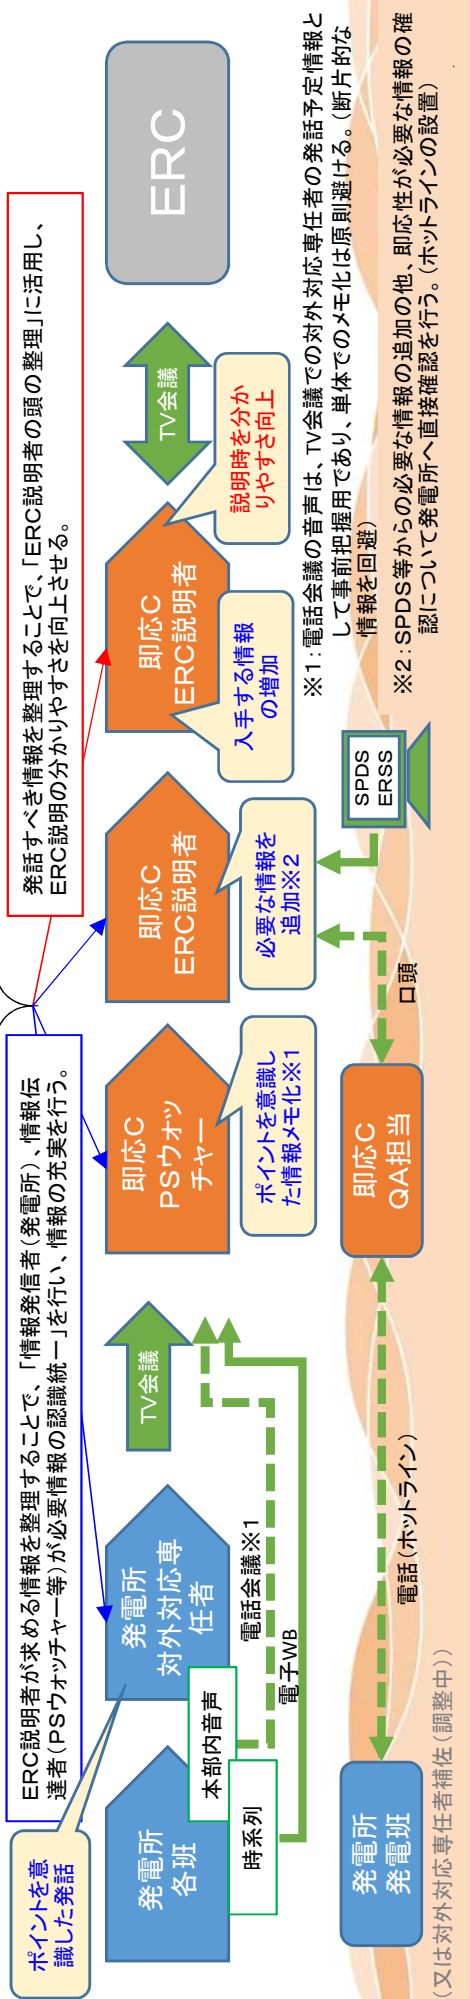 ポイントを意
識した発話
ERC説明者が求める情報を整理することで、「情報発信者(発電所)、情報伝
達者(PSウォッチャー等)が必要情報の認識統一」を行い、情報の充実を行う。
発話すべき情報を整理することで、「ERC説明者の頭の整理」に活用し、
ERC説明の分かりやすさを向上させる。
発電所
各班
本部内音声
時系列
発電所
対外対応専
任者
TV会議
電話会議※1
電子WB
即応C
PSウォッ
チャー
ポイントを意識し
た情報メモ化※1
即応C
ERC説明者
必要な情報を
追加※2
即応C
ERC説明者
入手する情報
の増加
説明時を分か
りやすさ向上
TV会議
ERC
発電所
発電班
(又は対外対応専任者補佐(調整中))
電話(ホットライン)
即応C
QA担当
口頭
SPDS
ERSS
※1:電話会議の音声は、TV会議での対外対応専任者の発話予定情報と
して事前把握用であり、単体でのメモ化は原則避ける。(断片的な
情報を回避)
※2:SPDS等からの必要な情報の追加の他、即応性が必要な情報の確
認について発電所へ直接確認を行う。(ホットラインの設置)